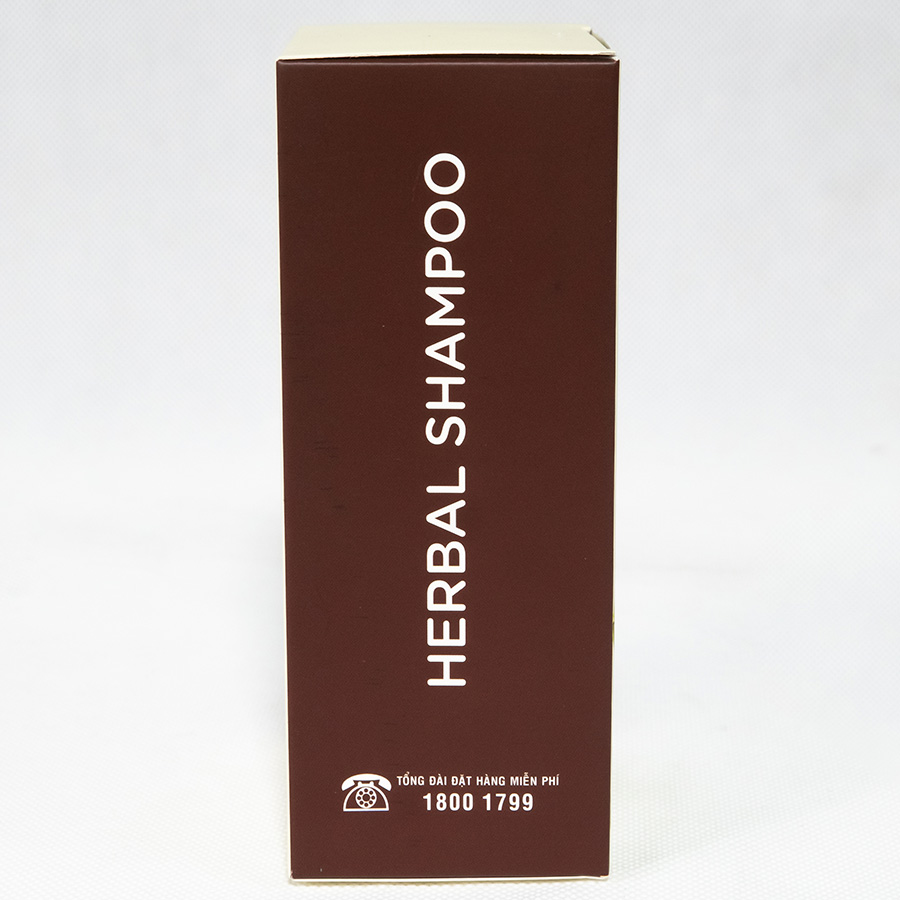 HERBAL SHAMPOO
TỔNG ĐÀI ĐẶT HÀNG MIỄN PHÍ
1800 1799